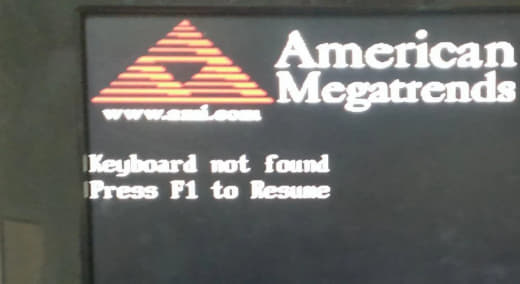 American
Megatrends
www.ami.com
Keyboard not found
Press F1 to Resume